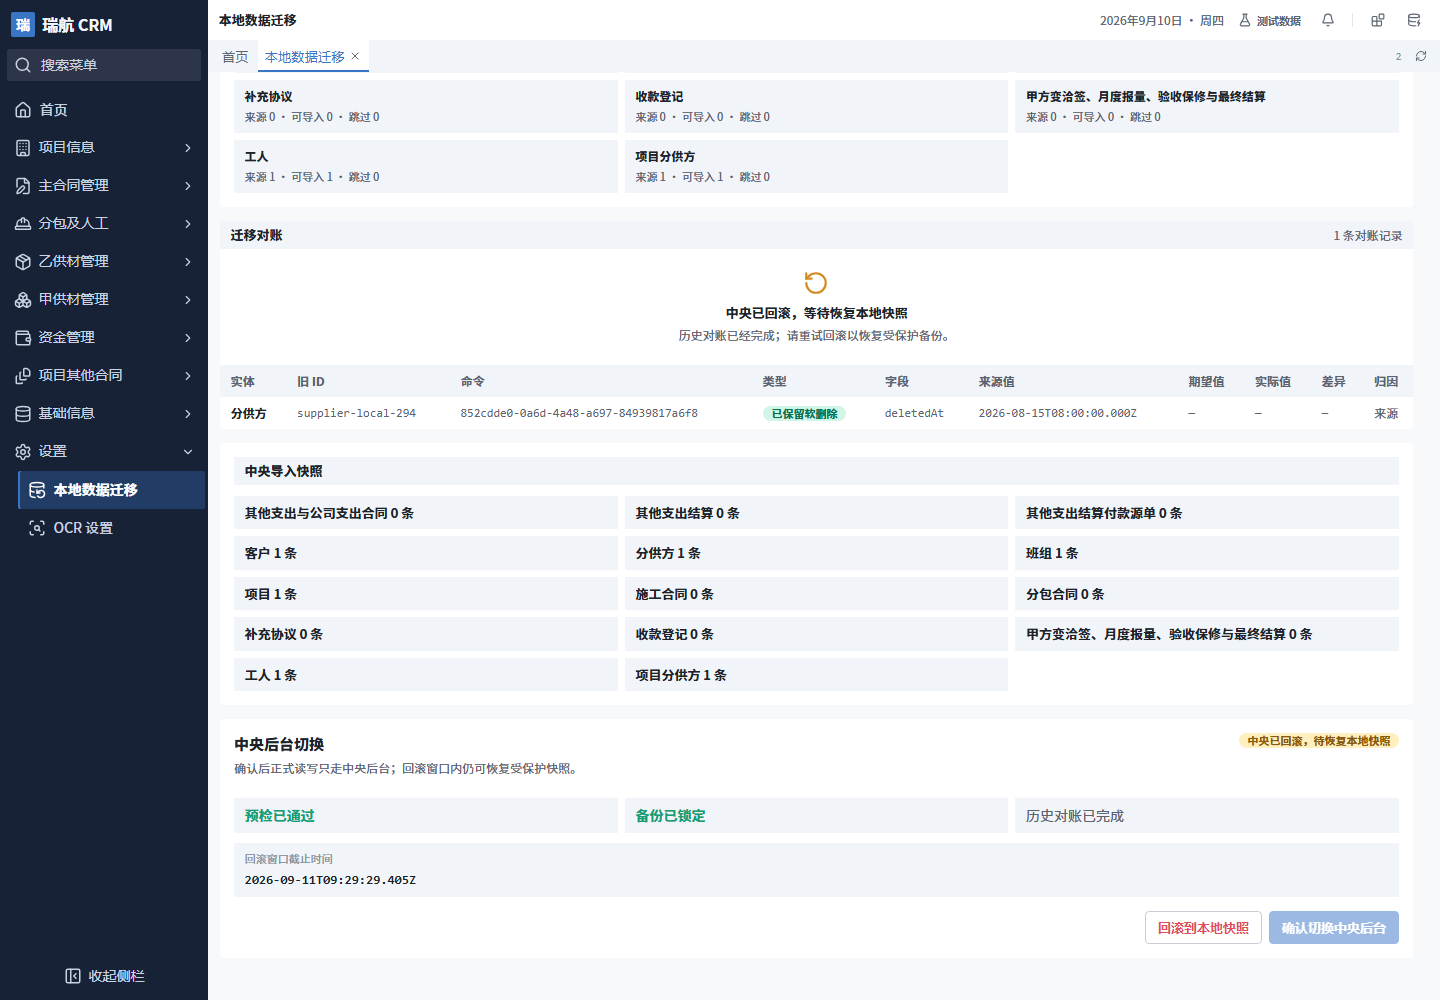 瑞 瑞航 CRM
搜索菜单
首页
项目信息
主合同管理
分包及人工
乙供材管理
甲供材管理
资金管理
项目其他合同
基础信息
设置
本地数据迁移
OCR 设置
收起侧栏
本地数据迁移
2026年9月10日 · 周四 测试数据
首页 本地数据迁移 2
补充协议
来源 0 · 可导入 0 · 跳过 0
收款登记
来源 0 · 可导入 0 · 跳过 0
甲方变洽签、月度报量、验收保修与最终结算
来源 0 · 可导入 0 · 跳过 0
工人
来源 1 · 可导入 1 · 跳过 0
项目分供方
来源 1 · 可导入 1 · 跳过 0
迁移对账 1 条对账记录
中央已回滚，等待恢复本地快照
历史对账已经完成；请重试回滚以恢复受保护备份。
实体 旧 ID 命令 类型 字段 来源值 期望值 实际值 差异 归因
分供方 supplier-local-294 852cdde0-0a6d-4a48-a697-84939817a6f8 已保留软删除 deletedAt 2026-08-15T08:00:00.000Z — — — 来源
中央导入快照
其他支出与公司支出合同 0 条 其他支出结算 0 条 其他支出结算付款源单 0 条
客户 1 条 分供方 1 条 班组 1 条
项目 1 条 施工合同 0 条 分包合同 0 条
补充协议 0 条 收款登记 0 条 甲方变洽签、月度报量、验收保修与最终结算 0 条
工人 1 条 项目分供方 1 条
中央后台切换 中央已回滚，待恢复本地快照
确认后正式读写只走中央后台；回滚窗口内仍可恢复受保护快照。
预检已通过 备份已锁定 历史对账已完成
回滚窗口截止时间
2026-09-11T09:29:29.405Z
回滚到本地快照 确认切换中央后台